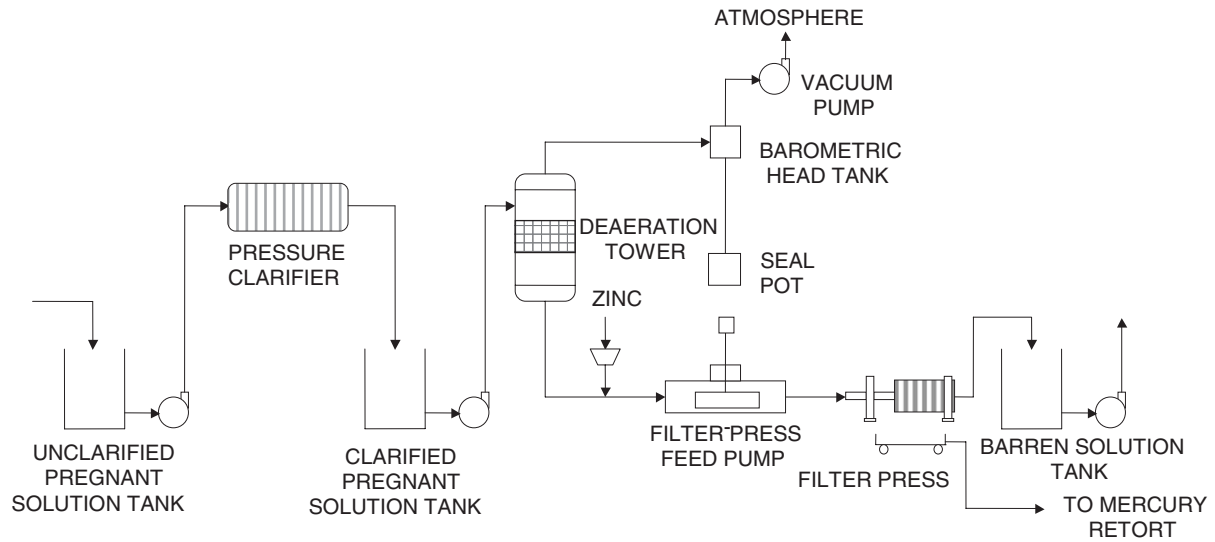 ATMOSPHERE
VACUUM
PUMP
BAROMETRIC
HEAD TANK
DEAERATION
TOWER
PRESSURE
CLARIFIER
SEAL
POT
ZINC
UNCLARIFIED
PREGNANT
SOLUTION TANK
CLARIFIED
PREGNANT
SOLUTION TANK
FILTER-PRESS
FEED PUMP
FILTER PRESS
BARREN SOLUTION
TANK
TO MERCURY
RETORT